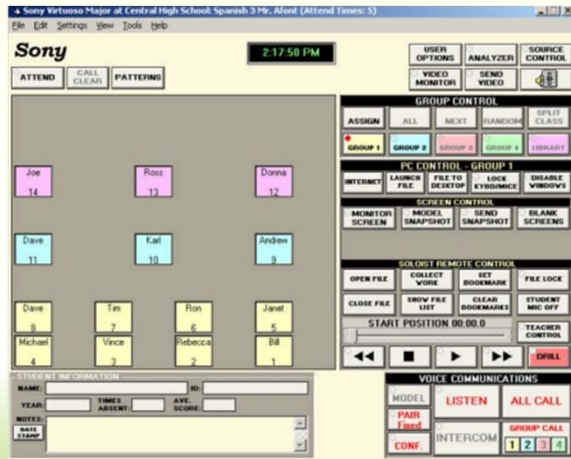 Sony Virtuoso Major at Central High School: Spanish 3 Mr. Afont (Attend Times: 5)
File Edit Settings View Tools Help
Sony
2:17:50 PM
ATTEND
CALL CLEAR
PATTERNS
USER OPTIONS
ANALYZER
SOURCE CONTROL
VIDEO MONITOR
SEND VIDEO
Joe
14
Ross
13
Donna
12
Dave
11
Karl
10
Andrew
9
Dave
8
Tim
7
Ron
6
Janet
5
Michael
4
Vince
3
Rebecca
2
Bill
1
GROUP CONTROL
ASSIGN
ALL
NEXT
RANDOM
SPLIT CLASS
GROUP 1
GROUP 2
GROUP 3
GROUP 4
LIBRARY
PC CONTROL - GROUP 1
INTERNET
LAUNCH FILE
FILE TO DESKTOP
LOCK KYBD/MICE
DISABLE WINDOWS
SCREEN CONTROL
MONITOR SCREEN
MODEL SNAPSHOT
SEND SNAPSHOT
BLANK SCREENS
SOLOIST REMOTE CONTROL
OPEN FILE
COLLECT WORK
SET BOOKMARK
FILE LOCK
CLOSE FILE
SHOW FILE LIST
CLEAR BOOKMARKS
STUDENT MIC OFF
START POSITION 00:00.0
TEACHER CONTROL
DRILL
STUDENT INFORMATION
NAME:
ID:
YEAR:
TIMES ABSENT:
AVE. SCORE:
NOTES:
DATE STAMP
VOICE COMMUNICATIONS
MODEL
LISTEN
ALL CALL
PAIR Fixed
CONF.
INTERCOM
GROUP CALL
1 2 3 4